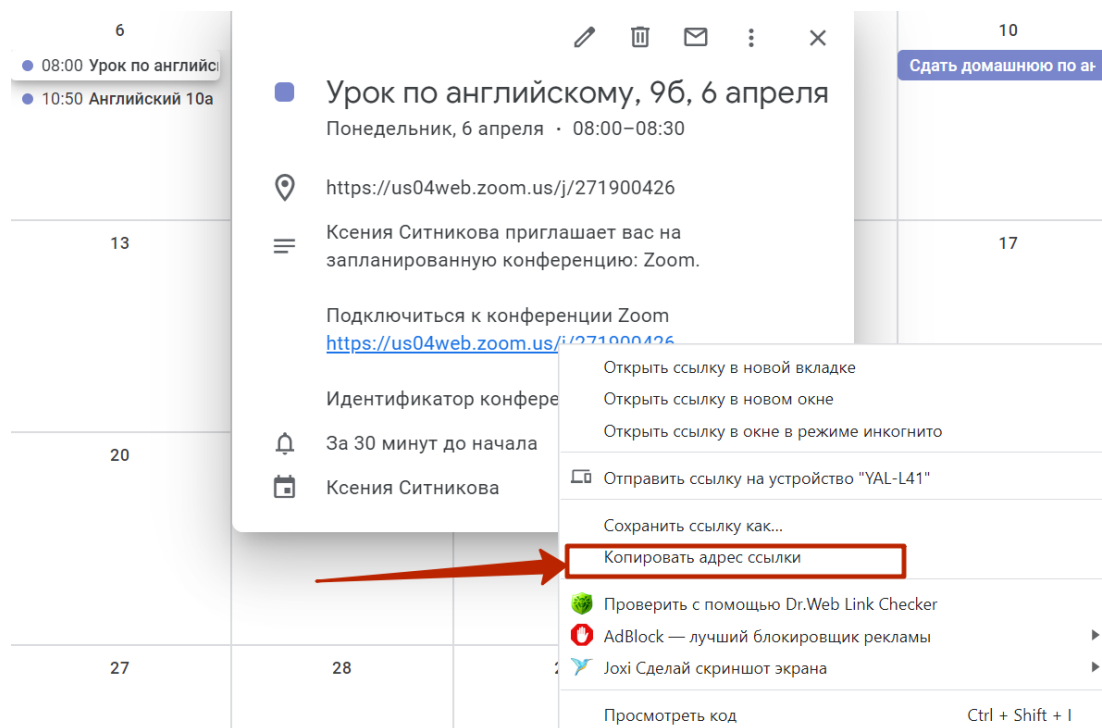 6
08:00 Урок по английс
10:50 Английский 10а
10
Сдать домашнюю по ан
Урок по английскому, 9б, 6 апреля
Понедельник, 6 апреля · 08:00–08:30
https://us04web.zoom.us/j/271900426
Ксения Ситникова приглашает вас на
запланированную конференцию: Zoom.
Подключиться к конференции Zoom
https://us04web.zoom.us/j/271900426
Идентификатор конфере
За 30 минут до начала
Ксения Ситникова
13
17
20
27
28
Открыть ссылку в новой вкладке
Открыть ссылку в новом окне
Открыть ссылку в окне в режиме инкогнито
Отправить ссылку на устройство "YAL-L41"
Сохранить ссылку как...
Копировать адрес ссылки
Проверить с помощью Dr.Web Link Checker
AdBlock — лучший блокировщик рекламы
Joxi Сделай скриншот экрана
Просмотреть код Ctrl + Shift + I